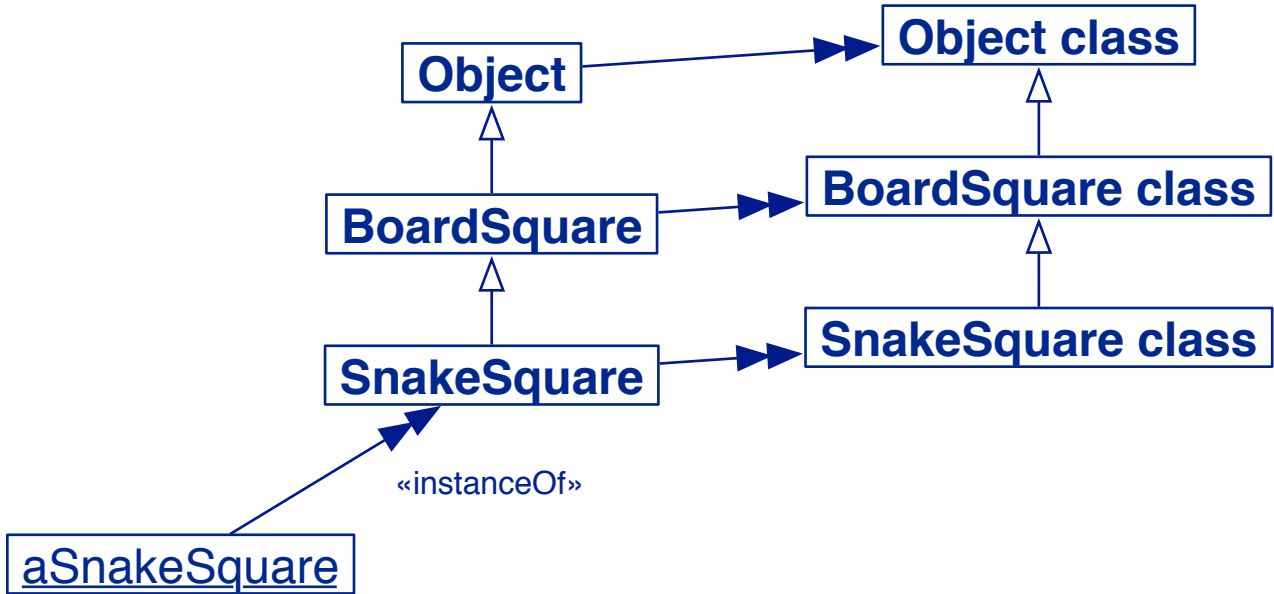 Object class
Object
BoardSquare class
BoardSquare
SnakeSquare class
SnakeSquare
«instanceOf»
aSnakeSquare